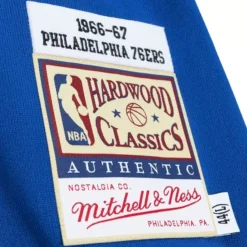 1966-67
PHILADELPHIA 76ERS
NBA
HARDWOOD
CLASSICS
AUTHENTIC
NOSTALGIA CO.
Mitchell & Ness
PHILADELPHIA, PA.
44(L)